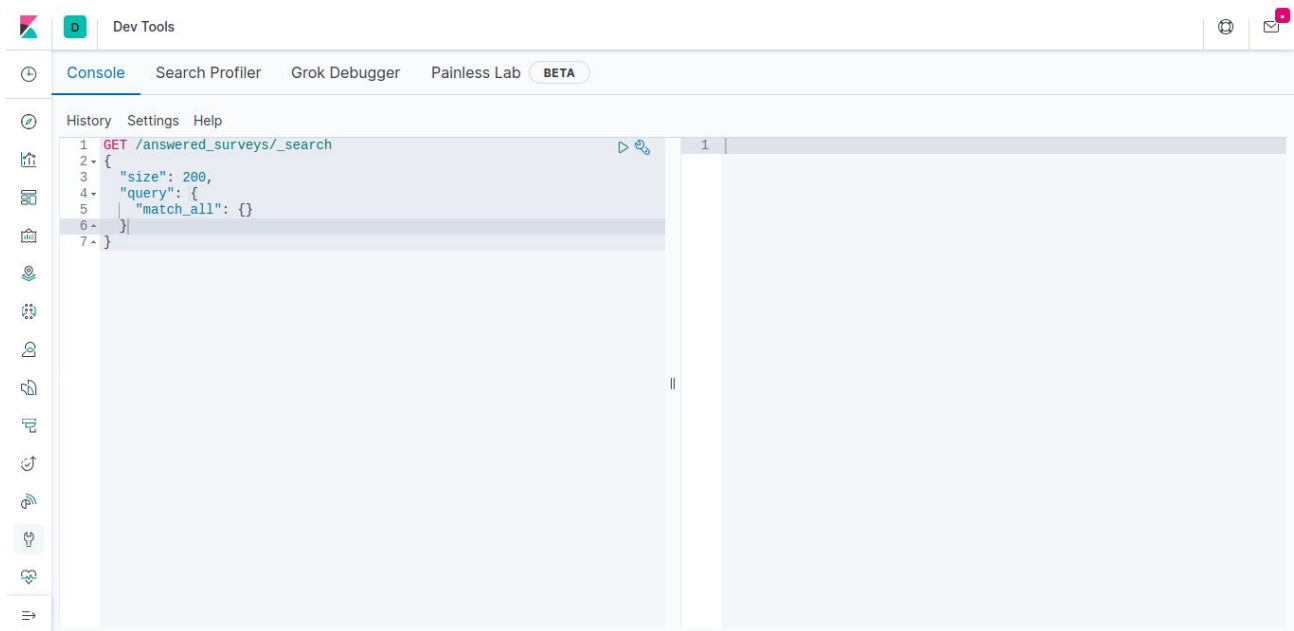 D Dev Tools
Console Search Profiler Grok Debugger Painless Lab BETA
History Settings Help
1 GET /answered_surveys/_search
2 {
3 "size": 200,
4 "query": {
5 "match_all": {}
6 }
7 }
1